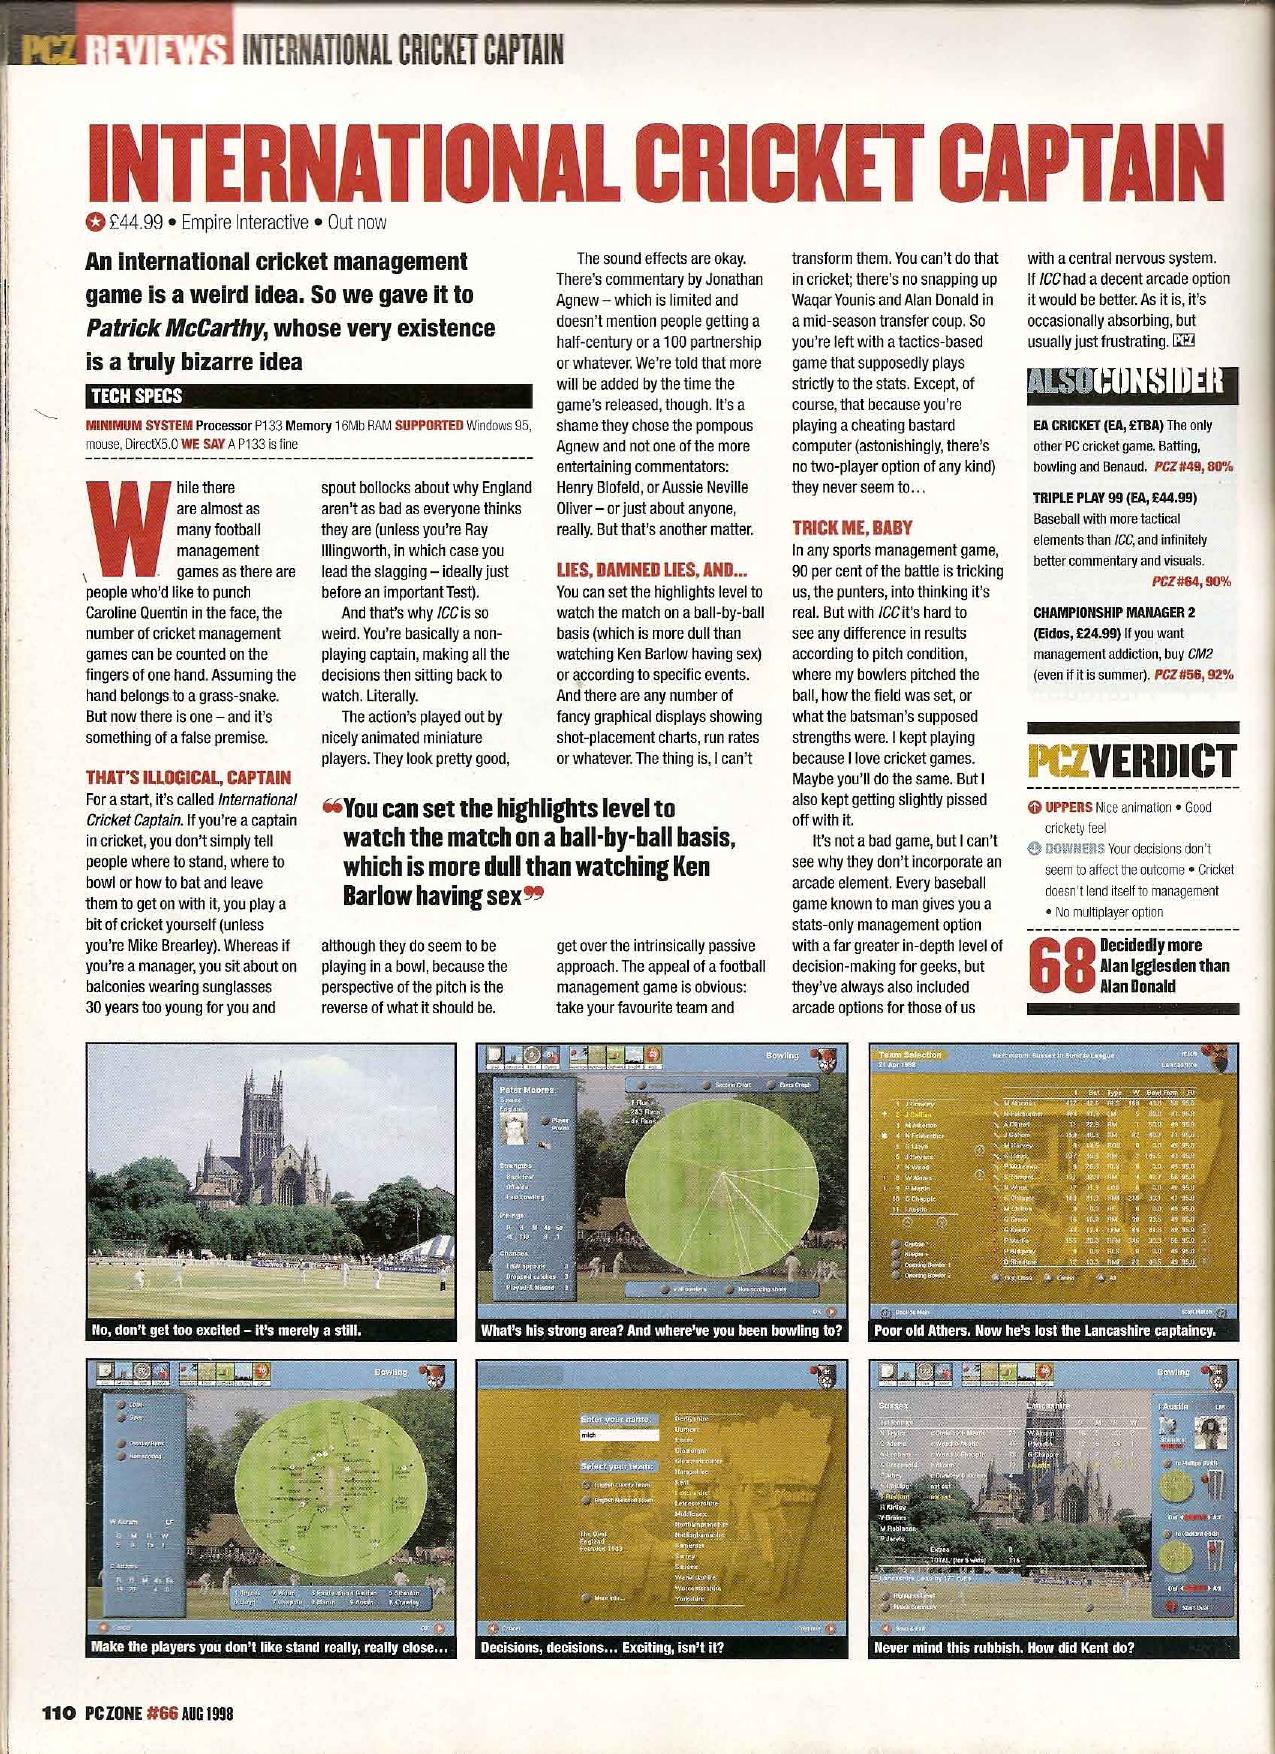 PCZ REVIEWS INTERNATIONAL CRICKET CAPTAIN
INTERNATIONAL CRICKET CAPTAIN
£44.99 • Empire Interactive • Out now
An international cricket management
game is a weird idea. So we gave it to
Patrick McCarthy, whose very existence
is a truly bizarre idea
TECH SPECS
MINIMUM SYSTEM Processor P133 Memory 16Mb RAM SUPPORTED Windows 95,
mouse, DirectX5.0 WE SAY A P133 is fine
While there
are almost as
many football
management
games as there are
people who'd like to punch
Caroline Quentin in the face, the
number of cricket management
games can be counted on the
fingers of one hand. Assuming the
hand belongs to a grass-snake.
But now there is one – and it's
something of a false premise.
THAT'S ILLOGICAL, CAPTAIN
For a start, it's called International
Cricket Captain. If you're a captain
in cricket, you don't simply tell
people where to stand, where to
bowl or how to bat and leave
them to get on with it, you play a
bit of cricket yourself (unless
you're Mike Brearley). Whereas if
you're a manager, you sit about on
balconies wearing sunglasses
30 years too young for you and
spout bollocks about why England
aren't as bad as everyone thinks
they are (unless you're Ray
Illingworth, in which case you
lead the slagging – ideally just
before an important Test).
And that's why ICC is so
weird. You're basically a non-
playing captain, making all the
decisions then sitting back to
watch. Literally.
The action's played out by
nicely animated miniature
players. They look pretty good,
“You can set the highlights level to
watch the match on a ball-by-ball basis,
which is more dull than watching Ken
Barlow having sex”
although they do seem to be
playing in a bowl, because the
perspective of the pitch is the
reverse of what it should be.
The sound effects are okay.
There's commentary by Jonathan
Agnew – which is limited and
doesn't mention people getting a
half-century or a 100 partnership
or whatever. We're told that more
will be added by the time the
game's released, though. It's a
shame they chose the pompous
Agnew and not one of the more
entertaining commentators:
Henry Blofeld, or Aussie Neville
Oliver – or just about anyone,
really. But that's another matter.
LIES, DAMNED LIES, AND...
You can set the highlights level to
watch the match on a ball-by-ball
basis (which is more dull than
watching Ken Barlow having sex)
or according to specific events.
And there are any number of
fancy graphical displays showing
shot-placement charts, run rates
or whatever. The thing is, I can't
get over the intrinsically passive
approach. The appeal of a football
management game is obvious:
take your favourite team and
transform them. You can't do that
in cricket; there's no snapping up
Waqar Younis and Alan Donald in
a mid-season transfer coup. So
you're left with a tactics-based
game that supposedly plays
strictly to the stats. Except, of
course, that because you're
playing a cheating bastard
computer (astonishingly, there's
no two-player option of any kind)
they never seem to...
TRICK ME, BABY
In any sports management game,
90 per cent of the battle is tricking
us, the punters, into thinking it's
real. But with ICC it's hard to
see any difference in results
according to pitch condition,
where my bowlers pitched the
ball, how the field was set, or
what the batsman's supposed
strengths were. I kept playing
because I love cricket games.
Maybe you'll do the same. But I
also kept getting slightly pissed
off with it.
It's not a bad game, but I can't
see why they don't incorporate an
arcade element. Every baseball
game known to man gives you a
stats-only management option
with a far greater in-depth level of
decision-making for geeks, but
they've always also included
arcade options for those of us
with a central nervous system.
If ICC had a decent arcade option
it would be better. As it is, it's
occasionally absorbing, but
usually just frustrating. PCZ
ALSO CONSIDER
EA CRICKET (EA, £TBA) The only
other PC cricket game. Batting,
bowling and Benaud. PCZ #49, 80%
TRIPLE PLAY 99 (EA, £44.99)
Baseball with more tactical
elements than ICC, and infinitely
better commentary and visuals.
PCZ #64, 90%
CHAMPIONSHIP MANAGER 2
(Eidos, £24.99) If you want
management addiction, buy CM2
(even if it is summer). PCZ #56, 92%
PCZ VERDICT
UPPERS Nice animation • Good
crickety feel
DOWNERS Your decisions don't
seem to affect the outcome • Cricket
doesn't lend itself to management
• No multiplayer option
68 Decidedly more
Alan Igglesden than
Alan Donald
No, don't get too excited – it's merely a still.
Bowling
Peter Moores
What's his strong area? And where've you been bowling to?
Team Selection
21 Apr 1998
Lancashire
Poor old Athers. Now he's lost the Lancashire captaincy.
Bowling
Make the players you don't like stand really, really close...
Enter your name
mich
Select your team:
Decisions, decisions... Exciting, isn't it?
Bowling
Sussex
Lancashire
I Austin
Never mind this rubbish. How did Kent do?
110 PC ZONE #66 AUG 1998